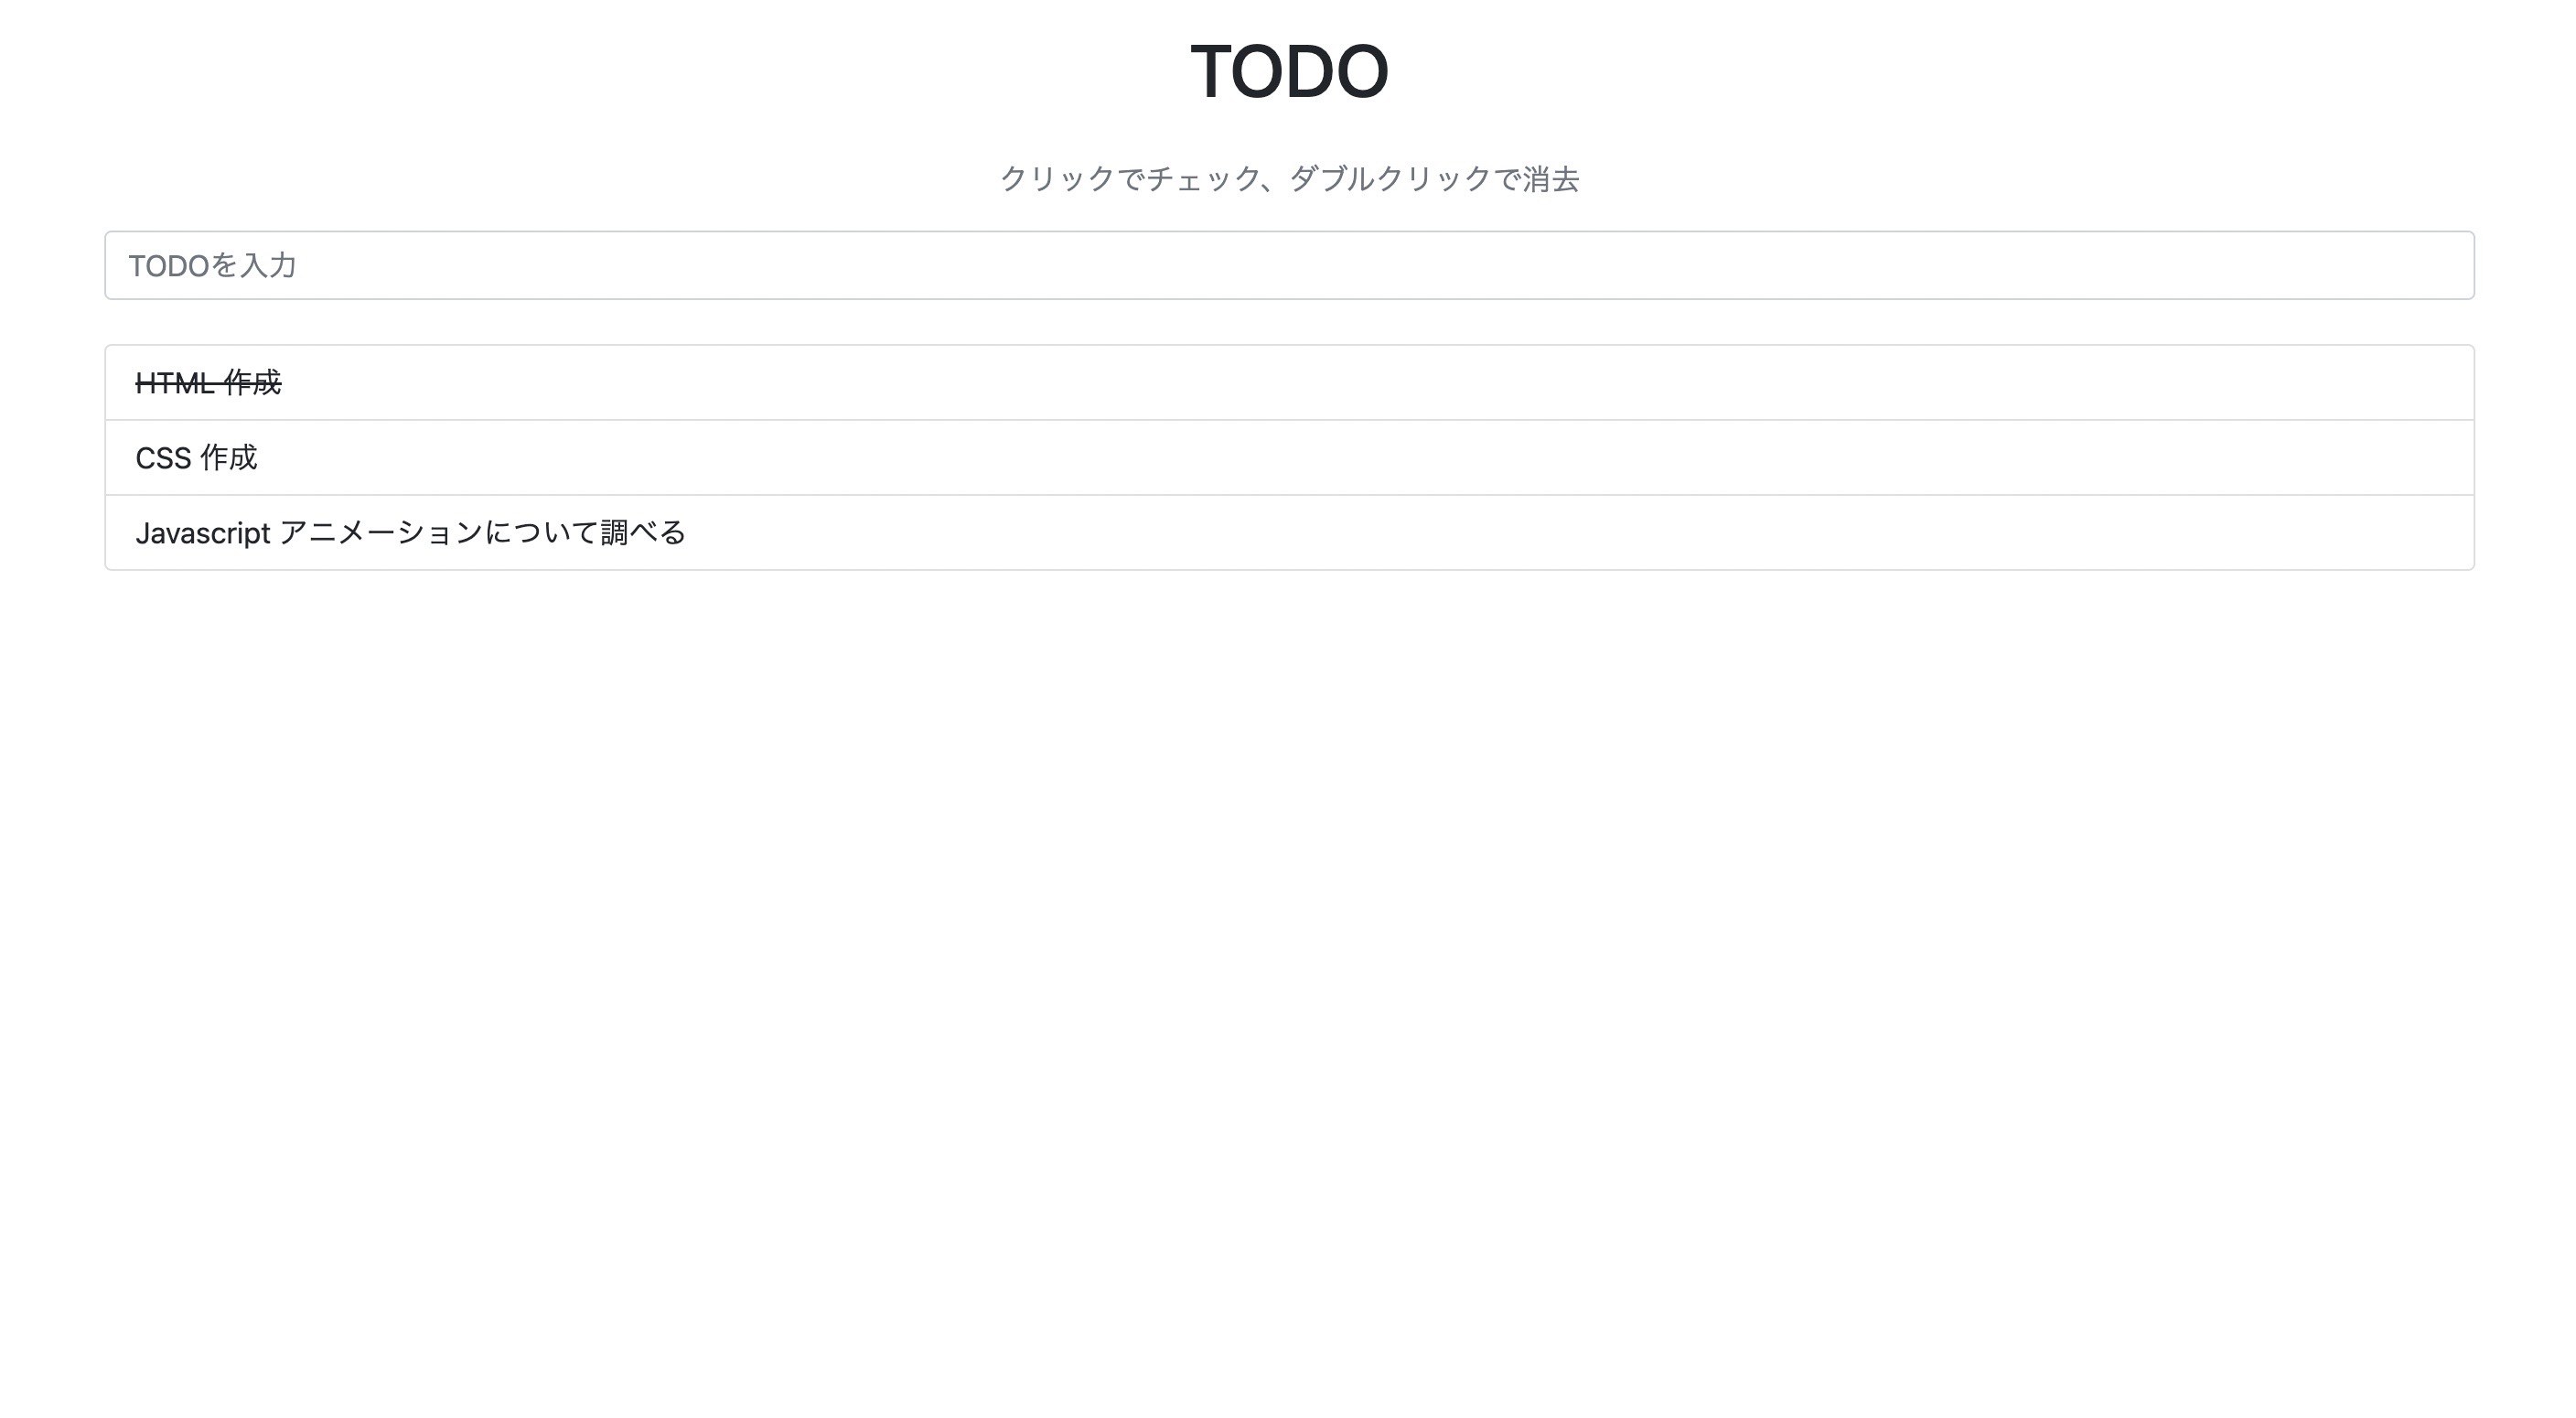 TODO
クリックでチェック、ダブルクリックで消去
TODOを入力
HTML 作成
CSS 作成
Javascript アニメーションについて調べる